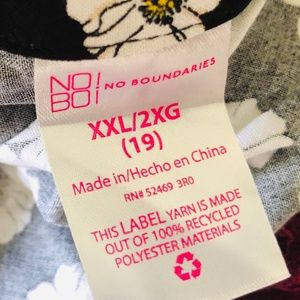 NO
BO
NO BOUNDARIES
XXL/2XG
(19)
Made in/Hecho en China
RN# 52469 3R0
THIS LABEL YARN IS MADE
OUT OF 100% RECYCLED
POLYESTER MATERIALS